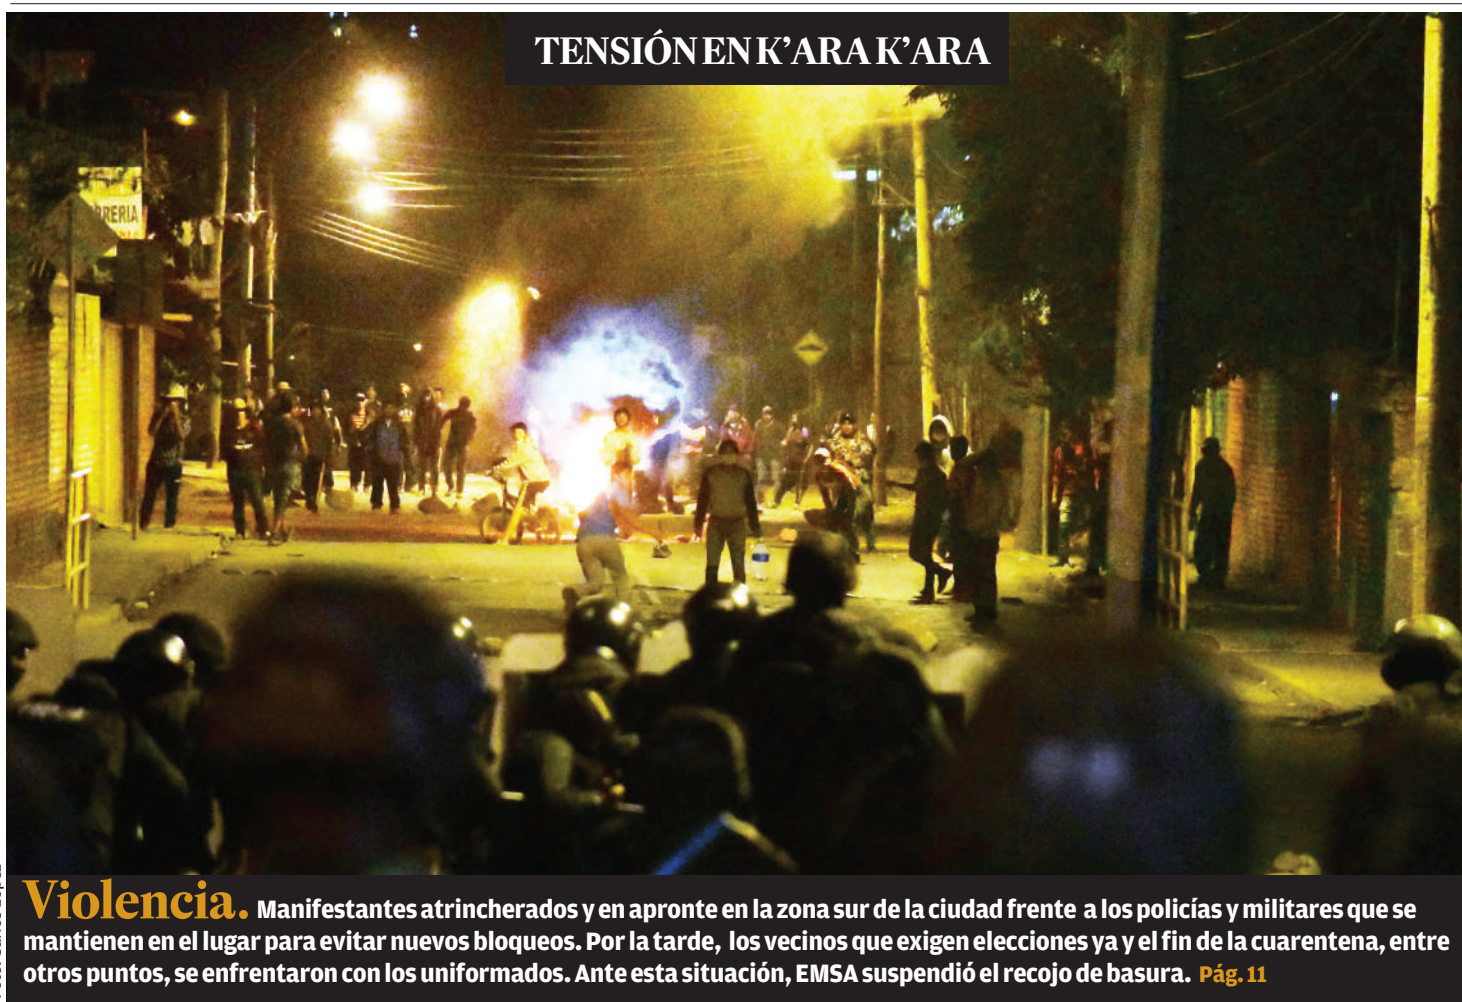 TENSIÓN EN K’ARA K’ARA
RRERIA
Violencia. Manifestantes atrincherados y en apronte en la zona sur de la ciudad frente a los policías y militares que se
mantienen en el lugar para evitar nuevos bloqueos. Por la tarde, los vecinos que exigen elecciones ya y el fin de la cuarentena, entre
otros puntos, se enfrentaron con los uniformados. Ante esta situación, EMSA suspendió el recojo de basura. Pág. 11